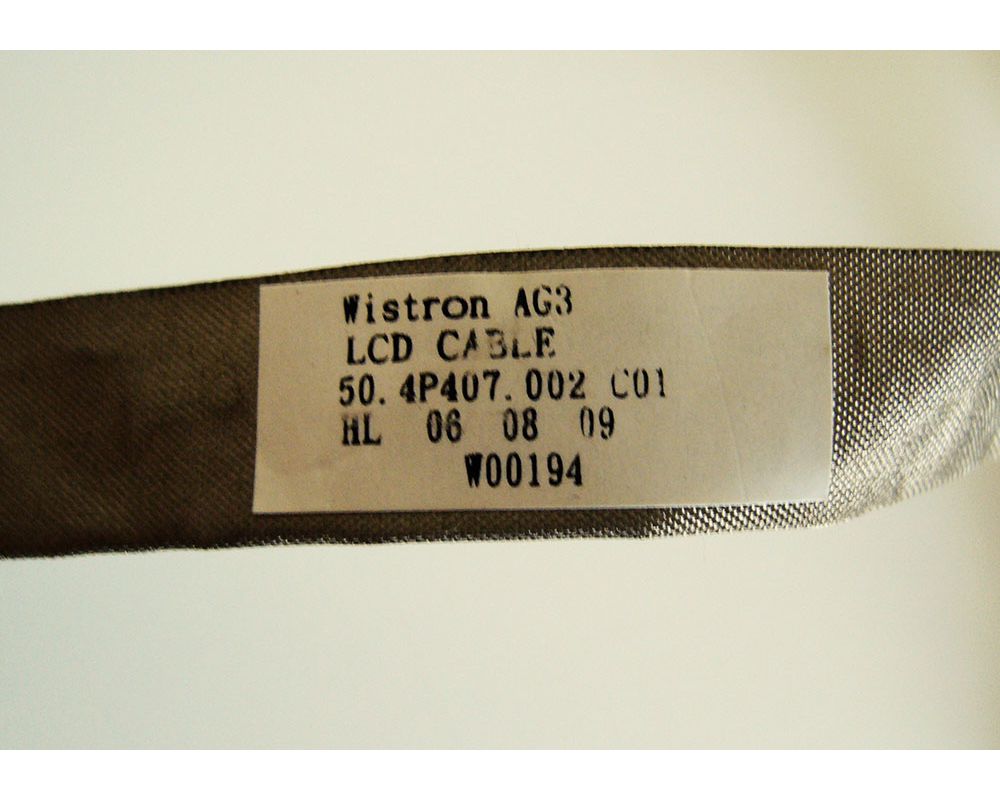 Wistron AG3
LCD CABLE
50.4P407.002 C01
HL 06 08 09
W00194